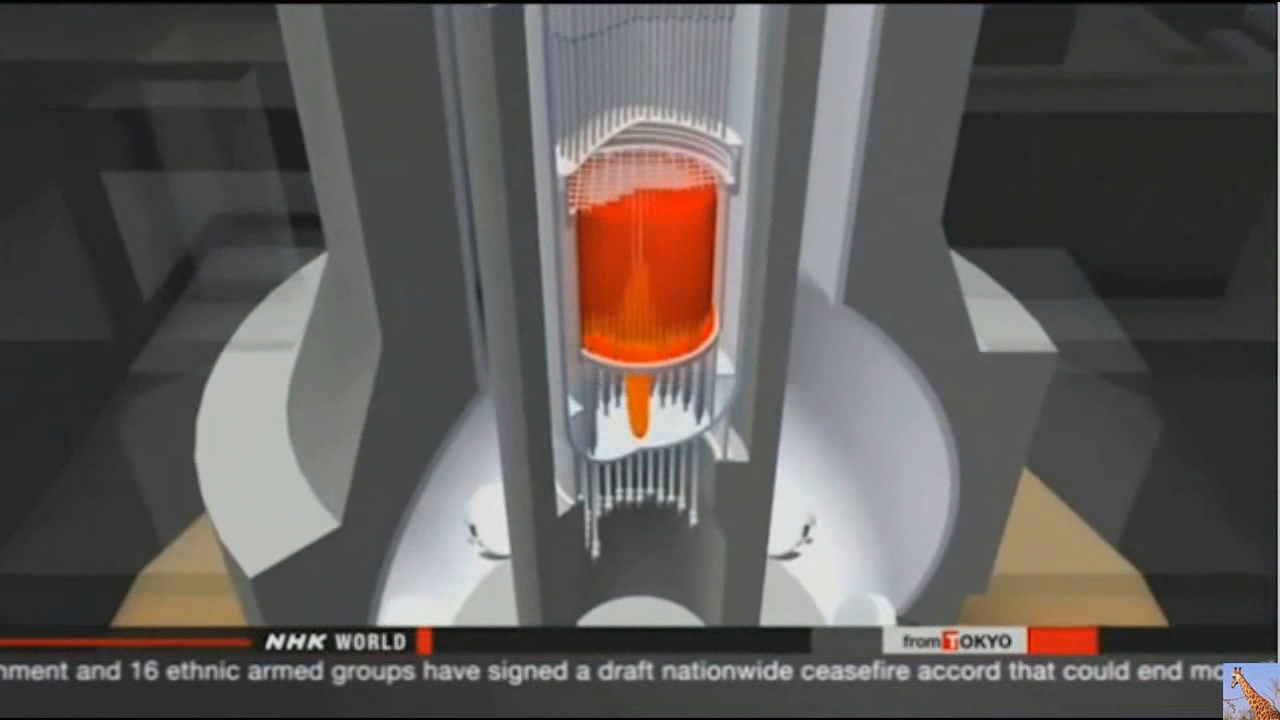 NHK WORLD
from TOKYO
nment and 16 ethnic armed groups have signed a draft nationwide ceasefire accord that could end mo